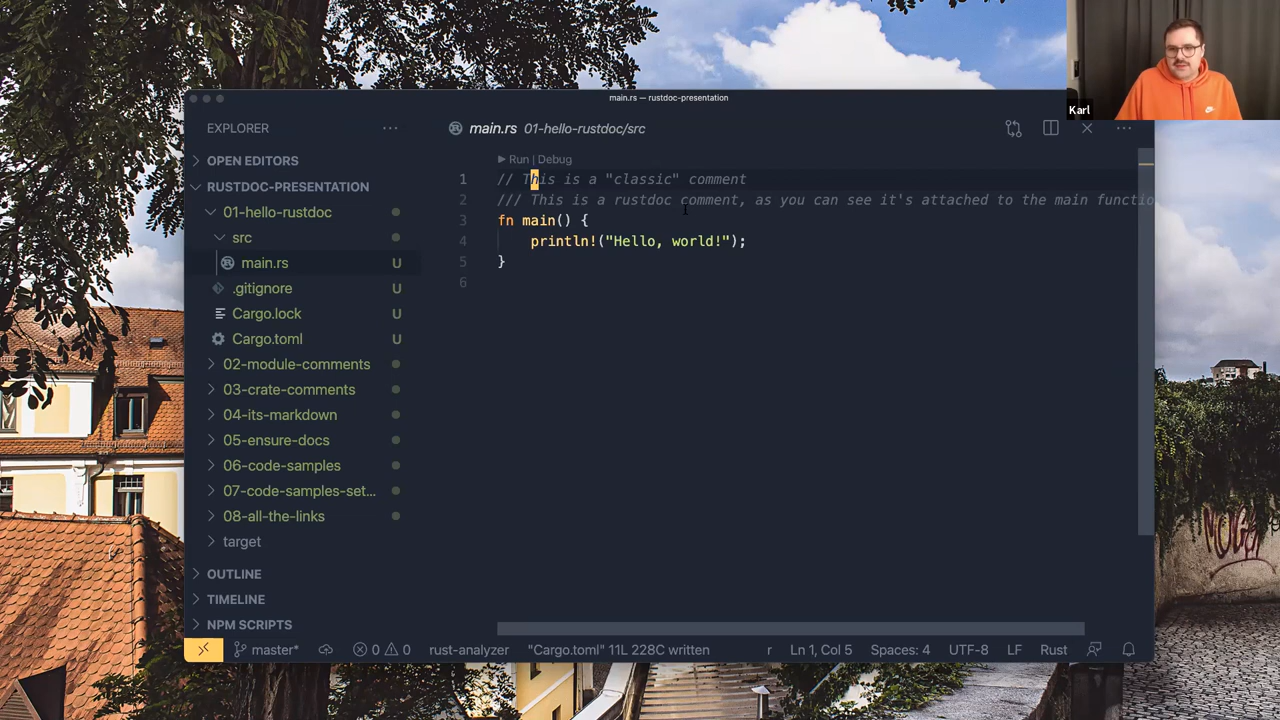 main.rs — rustdoc-presentation
Karl
EXPLORER
main.rs 01-hello-rustdoc/src
OPEN EDITORS
RUSTDOC-PRESENTATION
01-hello-rustdoc
src
main.rs U
.gitignore U
Cargo.lock U
Cargo.toml U
02-module-comments
03-crate-comments
04-its-markdown
05-ensure-docs
06-code-samples
07-code-samples-set...
08-all-the-links
target
OUTLINE
TIMELINE
NPM SCRIPTS
Run | Debug
1 // This is a "classic" comment
2 /// This is a rustdoc comment, as you can see it's attached to the main functio
3 fn main() {
4 println!("Hello, world!");
5 }
6
master* 0 0 rust-analyzer "Cargo.toml" 11L 228C written r Ln 1, Col 5 Spaces: 4 UTF-8 LF Rust